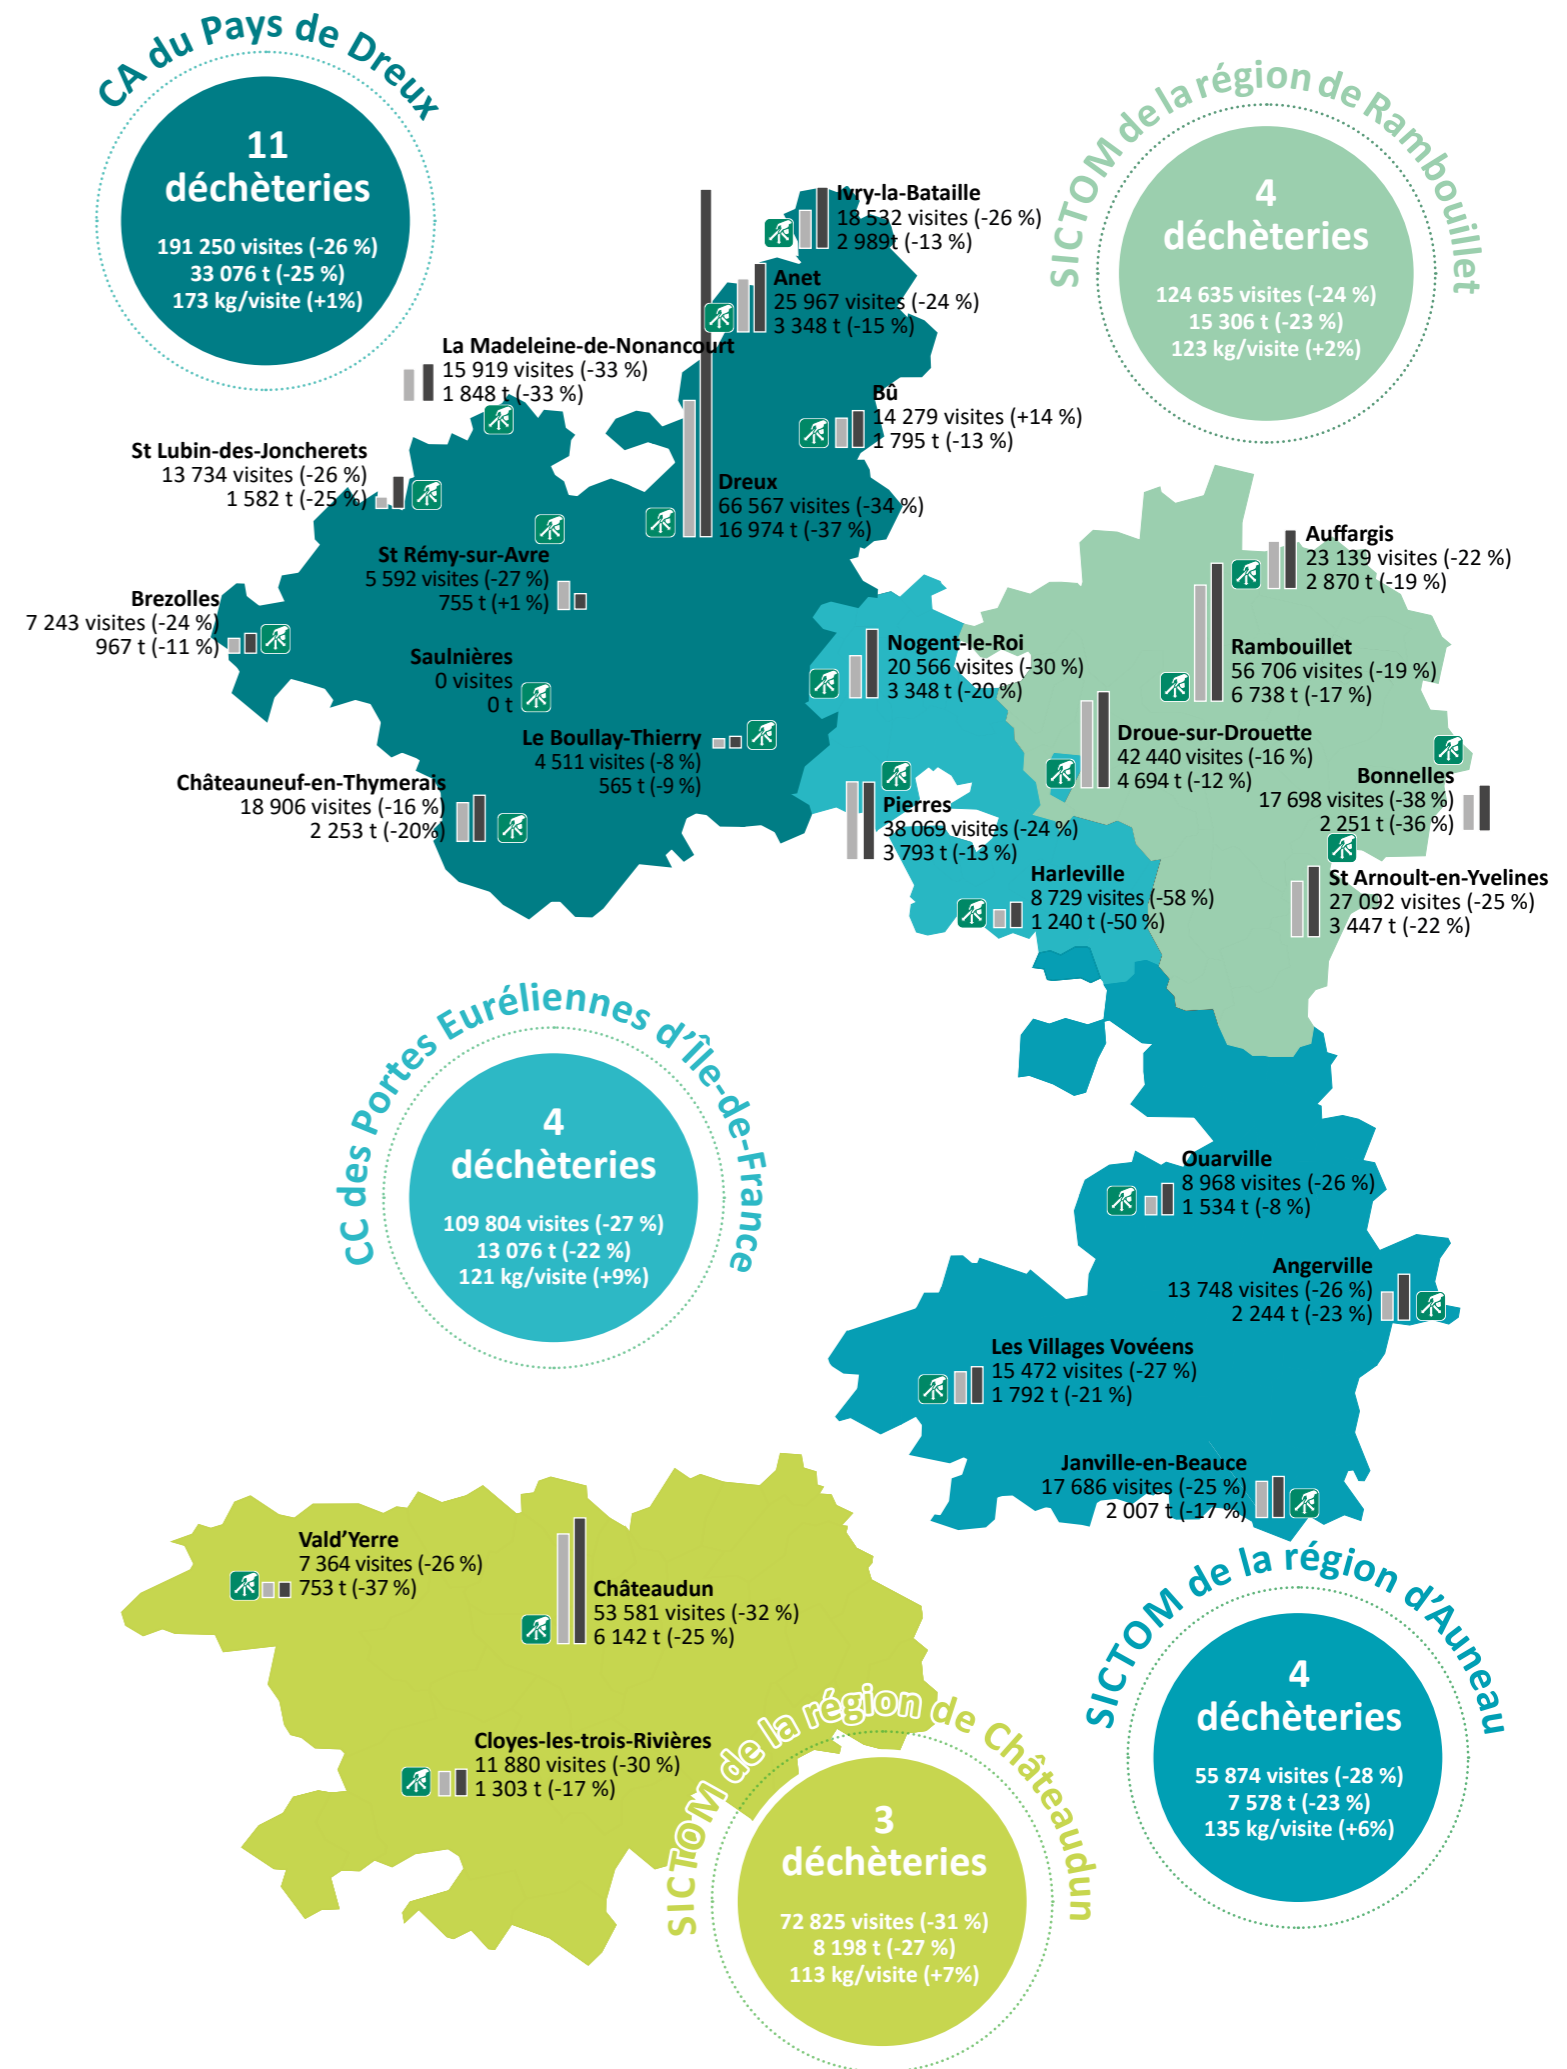 CA du Pays de Dreux
11
déchèteries
191 250 visites (-26 %)
33 076 t (-25 %)
173 kg/visite (+1%)
SICTOM de la région de Rambouillet
4
déchèteries
124 635 visites (-24 %)
15 306 t (-23 %)
123 kg/visite (+2%)
Ivry-la-Bataille
18 532 visites (-26 %)
2 989t (-13 %)
Anet
25 967 visites (-24 %)
3 348 t (-15 %)
La Madeleine-de-Nonancourt
15 919 visites (-33 %)
1 848 t (-33 %)
Bû
14 279 visites (+14 %)
1 795 t (-13 %)
St Lubin-des-Joncherets
13 734 visites (-26 %)
1 582 t (-25 %)
Dreux
66 567 visites (-34 %)
16 974 t (-37 %)
St Rémy-sur-Avre
5 592 visites (-27 %)
755 t (+1 %)
Auffargis
23 139 visites (-22 %)
2 870 t (-19 %)
Brezolles
7 243 visites (-24 %)
967 t (-11 %)
Saulnières
0 visites
0 t
Nogent-le-Roi
20 566 visites (-30 %)
3 348 t (-20 %)
Rambouillet
56 706 visites (-19 %)
6 738 t (-17 %)
Le Boullay-Thierry
4 511 visites (-8 %)
565 t (-9 %)
Droue-sur-Drouette
42 440 visites (-16 %)
4 694 t (-12 %)
Châteauneuf-en-Thymerais
18 906 visites (-16 %)
2 253 t (-20%)
Bonnelles
17 698 visites (-38 %)
2 251 t (-36 %)
Pierres
38 069 visites (-24 %)
3 793 t (-13 %)
Harleville
8 729 visites (-58 %)
1 240 t (-50 %)
St Arnoult-en-Yvelines
27 092 visites (-25 %)
3 447 t (-22 %)
CC des Portes Euréliennes d'Île-de-France
4
déchèteries
109 804 visites (-27 %)
13 076 t (-22 %)
121 kg/visite (+9%)
Ouarville
8 968 visites (-26 %)
1 534 t (-8 %)
Angerville
13 748 visites (-26 %)
2 244 t (-23 %)
Les Villages Vovéens
15 472 visites (-27 %)
1 792 t (-21 %)
Janville-en-Beauce
17 686 visites (-25 %)
2 007 t (-17 %)
Vald'Yerre
7 364 visites (-26 %)
753 t (-37 %)
Châteaudun
53 581 visites (-32 %)
6 142 t (-25 %)
Cloyes-les-trois-Rivières
11 880 visites (-30 %)
1 303 t (-17 %)
SICTOM de la région d'Auneau
4
déchèteries
55 874 visites (-28 %)
7 578 t (-23 %)
135 kg/visite (+6%)
SICTOM de la région de Châteaudun
3
déchèteries
72 825 visites (-31 %)
8 198 t (-27 %)
113 kg/visite (+7%)